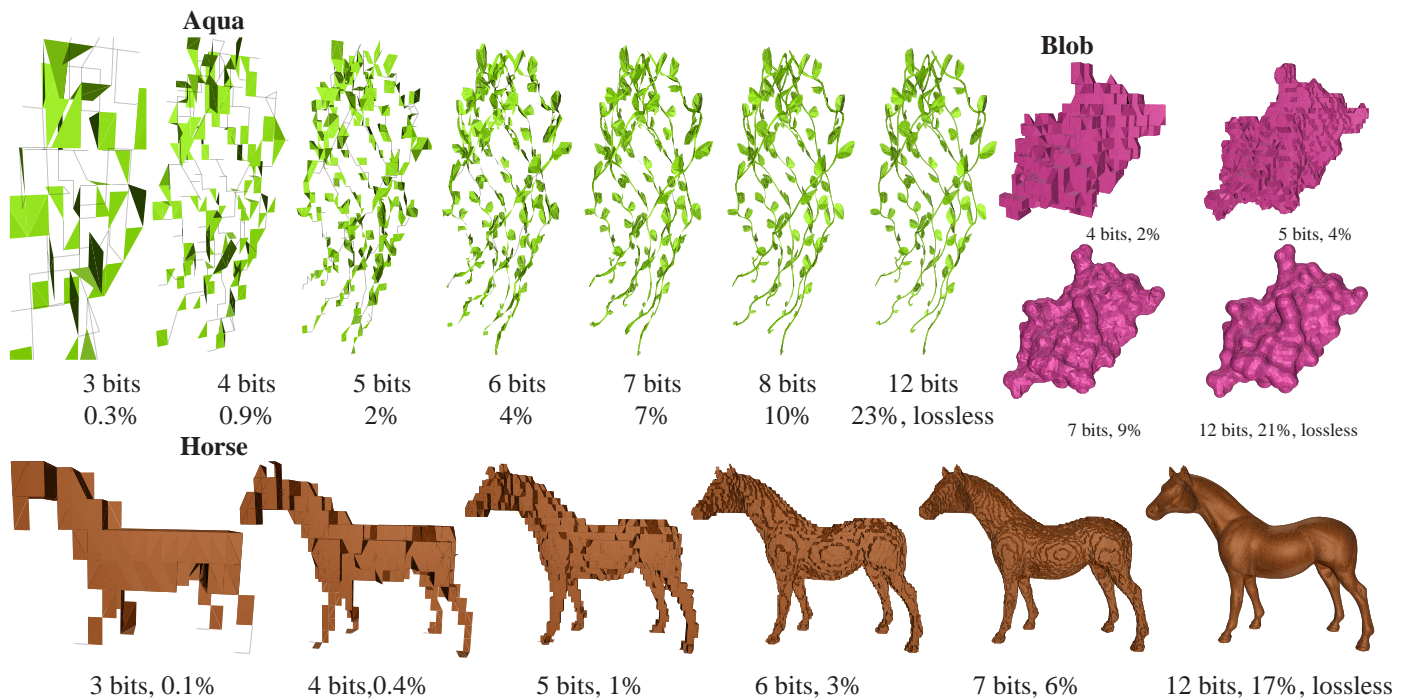 Aqua
3 bits
0.3%
4 bits
0.9%
5 bits
2%
6 bits
4%
7 bits
7%
8 bits
10%
12 bits
23%, lossless
Blob
4 bits, 2%
5 bits, 4%
7 bits, 9%
12 bits, 21%, lossless
Horse
3 bits, 0.1%
4 bits,0.4%
5 bits, 1%
6 bits, 3%
7 bits, 6%
12 bits, 17%, lossless